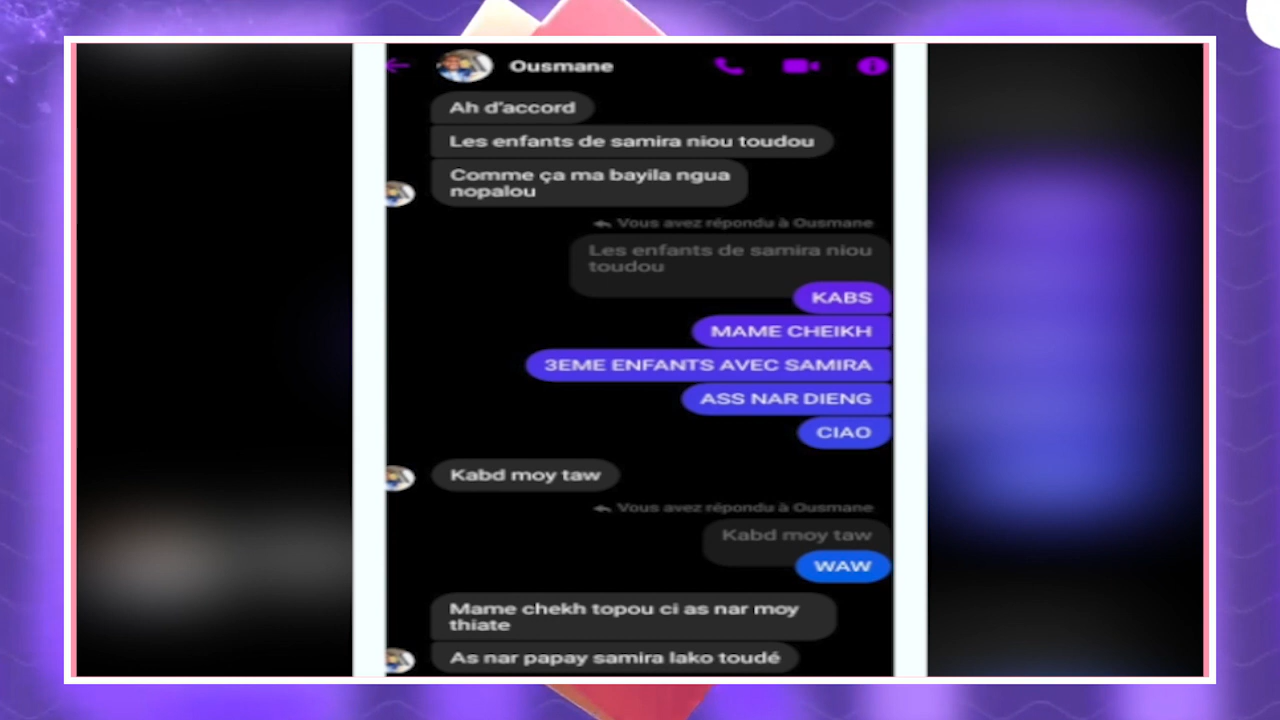 Ousmane
Ah d'accord
Les enfants de samira niou toudou
Comme ça ma bayila ngua
nopalou
Vous avez répondu à Ousmane
Les enfants de samira niou
toudou
KABS
MAME CHEIKH
3EME ENFANTS AVEC SAMIRA
ASS NAR DIENG
CIAO
Kabd moy taw
Vous avez répondu à Ousmane
Kabd moy taw
WAW
Mame chekh topou ci as nar moy
thiate
As nar papay samira lako toudé